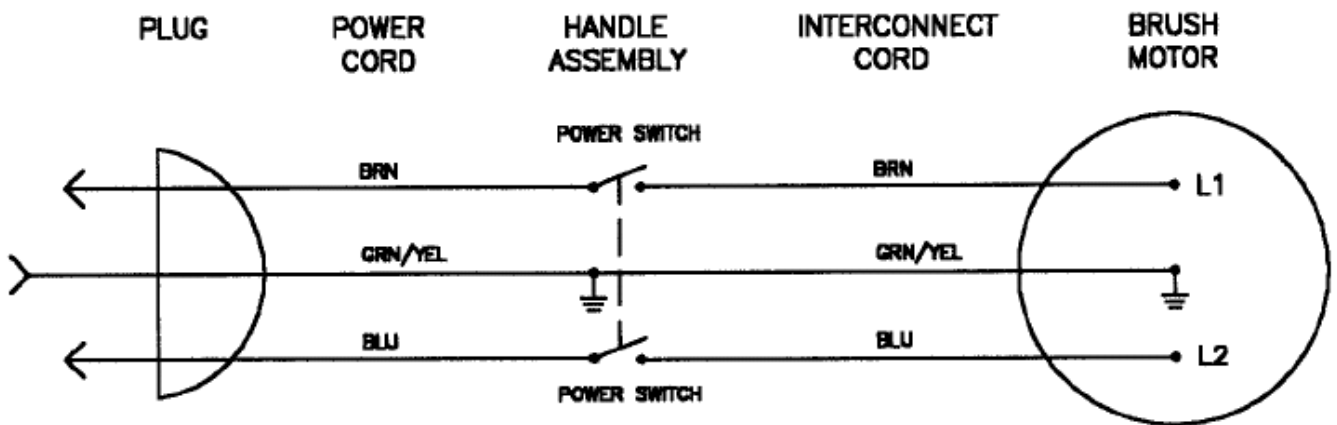 PLUG
POWER
CORD
HANDLE
ASSEMBLY
INTERCONNECT
CORD
BRUSH
MOTOR
POWER SWITCH
BRN
BRN
L1
GRN/YEL
GRN/YEL
BLU
BLU
L2
POWER SWITCH